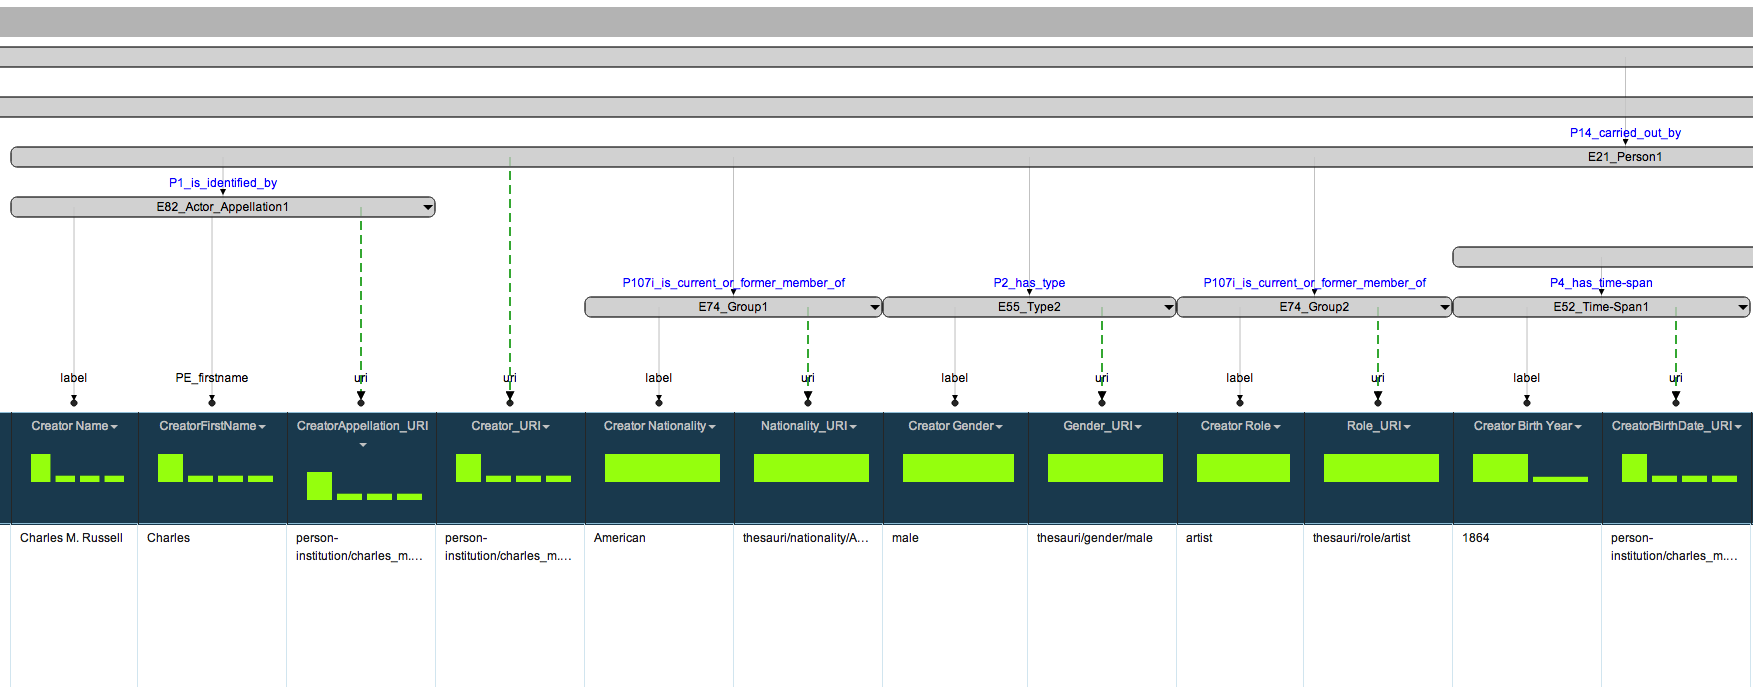 P14_carried_out_by
E21_Person1
P1_is_identified_by
E82_Actor_Appellation1
P107i_is_current_or_former_member_of P2_has_type P107i_is_current_or_former_member_of P4_has_time-span
E74_Group1 E55_Type2 E74_Group2 E52_Time-Span1
label PE_firstname uri uri label uri label uri label uri label uri
Creator Name CreatorFirstName CreatorAppellation_URI Creator_URI Creator Nationality Nationality_URI Creator Gender Gender_URI Creator Role Role_URI Creator Birth Year CreatorBirthDate_URI
Charles M. Russell Charles person- person- American thesauri/nationality/A... male thesauri/gender/male artist thesauri/role/artist 1864 person-
institution/charles_m.... institution/charles_m.... institution/charles_m....